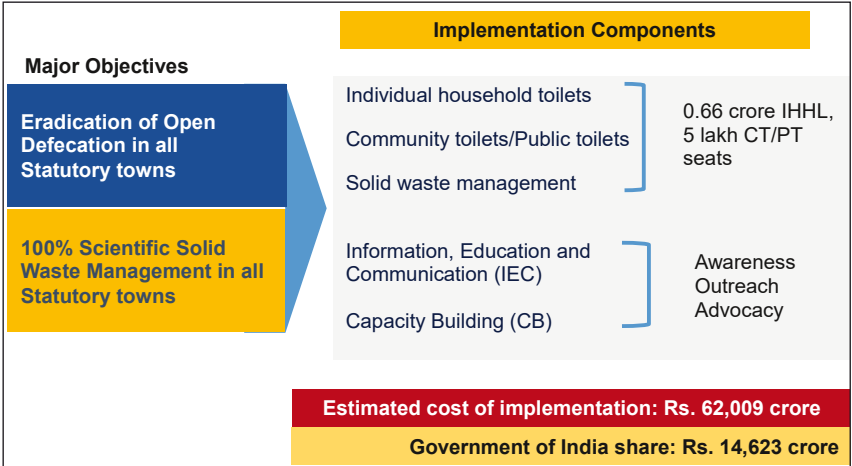 Implementation Components
Major Objectives
Eradication of Open
Defecation in all
Statutory towns
100% Scientific Solid
Waste Management in all
Statutory towns
Individual household toilets
Community toilets/Public toilets
Solid waste management
0.66 crore IHHL,
5 lakh CT/PT
seats
Information, Education and
Communication (IEC)
Capacity Building (CB)
Awareness
Outreach
Advocacy
Estimated cost of implementation: Rs. 62,009 crore
Government of India share: Rs. 14,623 crore